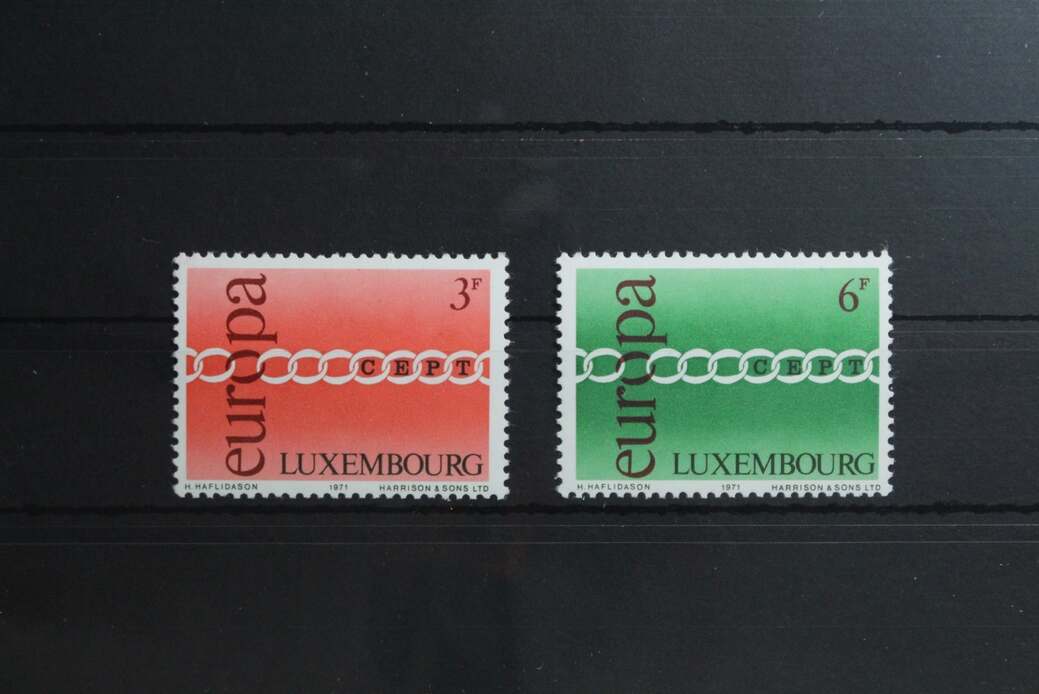 europa
3F
CEPT
LUXEMBOURG
H. HAFLIDASON 1971 HARRISON & SONS LTD
europa
6F
CEPT
LUXEMBOURG
H. HAFLIDASON 1971 HARRISON & SONS LTD